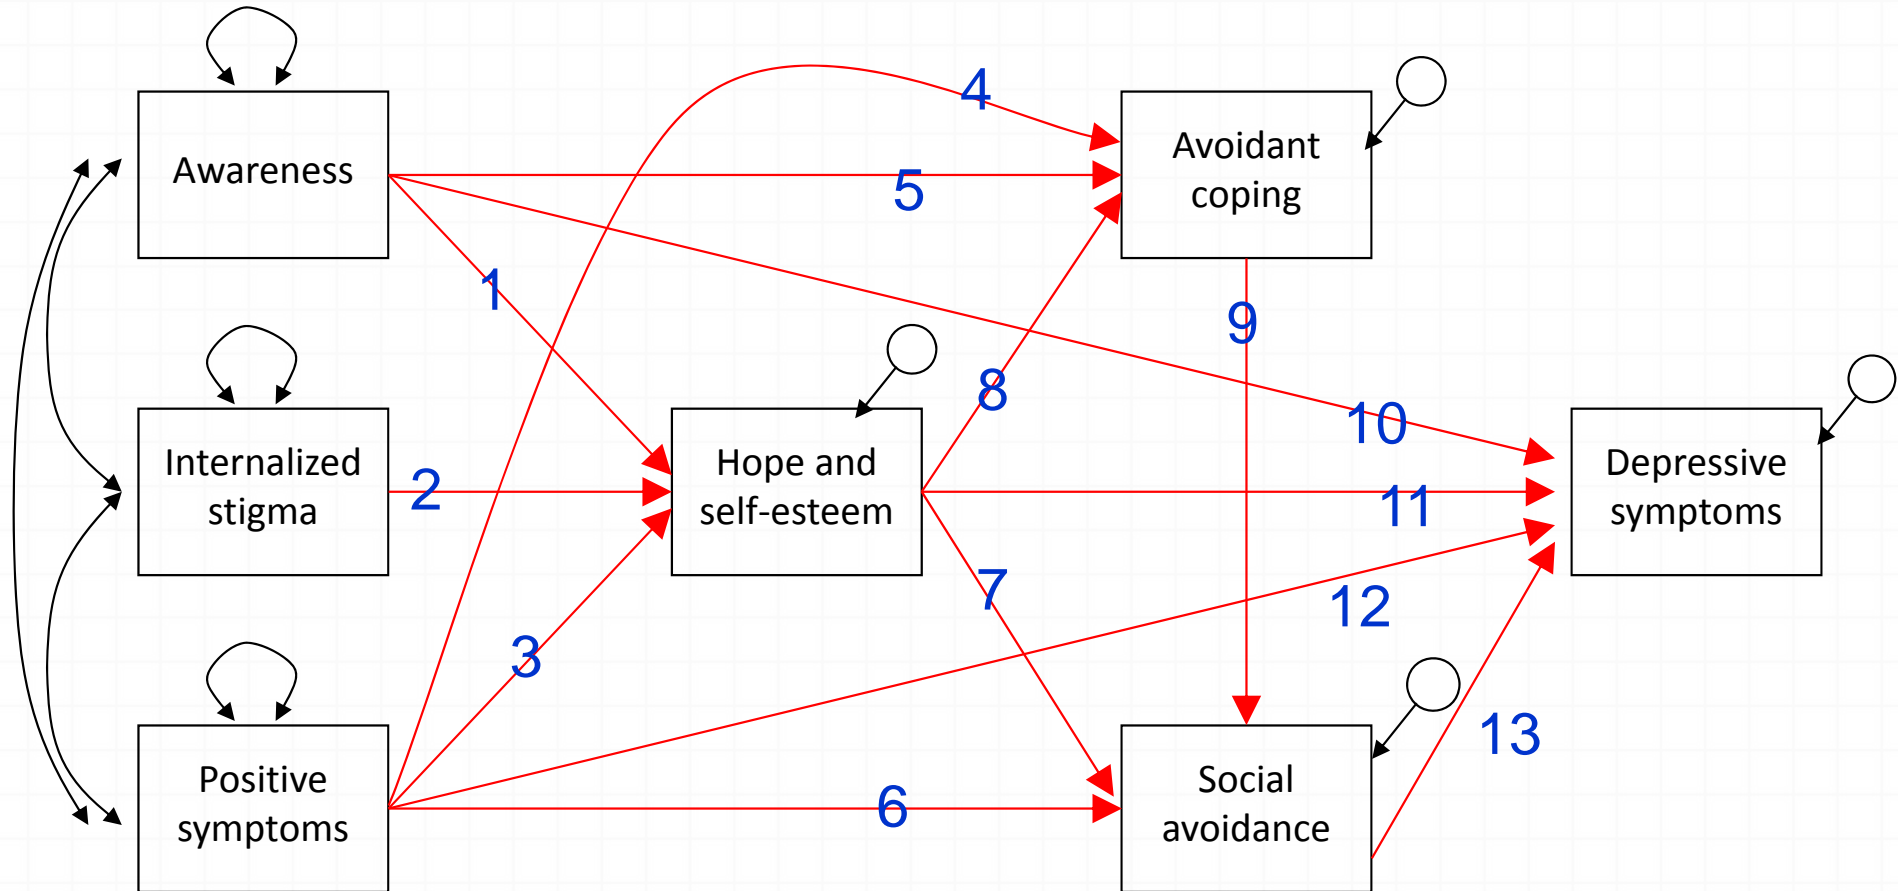 4
Awareness
Avoidant
coping
5
1
9
8
10
Internalized
stigma
2
Hope and
self-esteem
11
Depressive
symptoms
7
12
3
13
Positive
symptoms
6
Social
avoidance